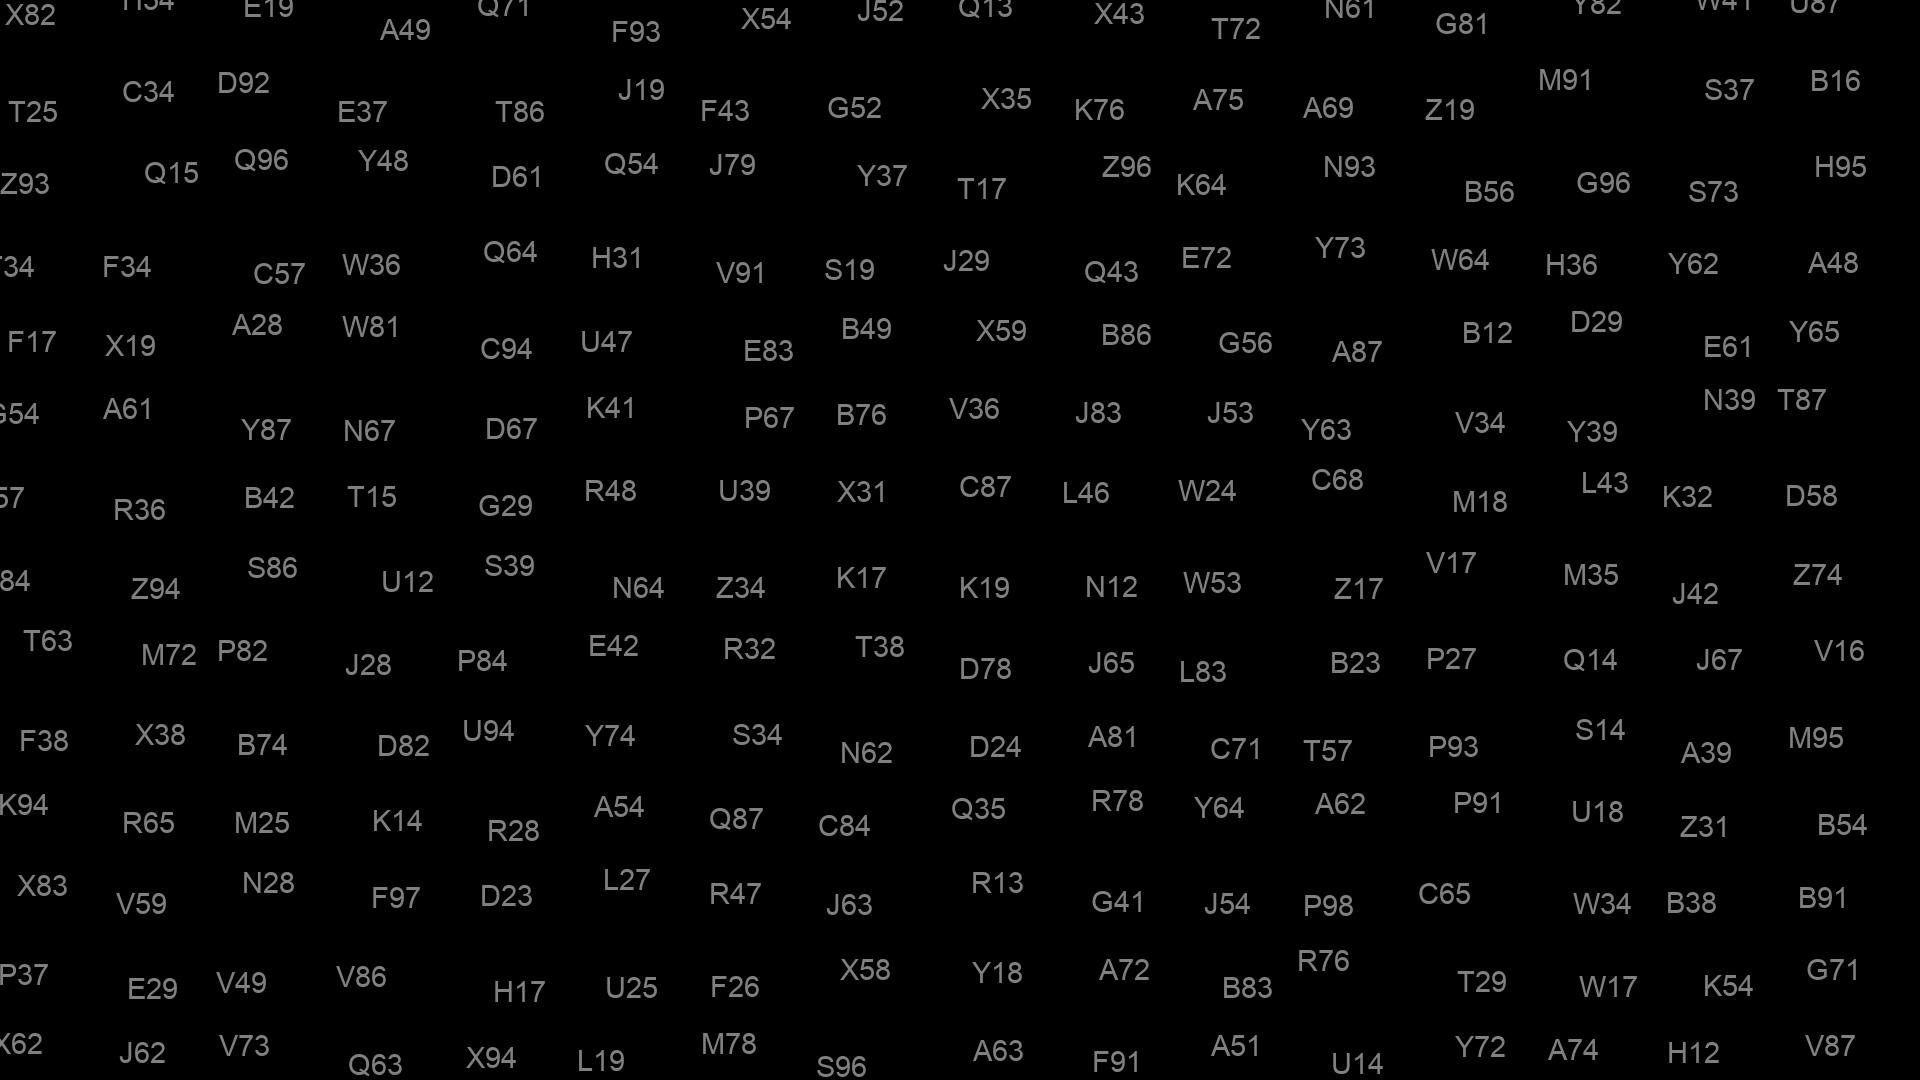 X82 H54 E19 A49 Q71 F93 X54 J52 Q13 X43 T72 N61 G81 Y82 W41 U87
T25 C34 D92 E37 T86 J19 F43 G52 X35 K76 A75 A69 Z19 M91 S37 B16
Z93 Q15 Q96 Y48 D61 Q54 J79 Y37 T17 Z96 K64 N93 B56 G96 S73 H95
F34 C57 W36 Q64 H31 V91 S19 J29 Q43 E72 Y73 W64 H36 Y62 A48
F17 X19 A28 W81 C94 U47 E83 B49 X59 B86 G56 A87 B12 D29 E61 Y65
G54 A61 Y87 N67 D67 K41 P67 B76 V36 J83 J53 Y63 V34 Y39 N39 T87
57 R36 B42 T15 G29 R48 U39 X31 C87 L46 W24 C68 M18 L43 K32 D58
84 Z94 S86 U12 S39 N64 Z34 K17 K19 N12 W53 Z17 V17 M35 J42 Z74
T63 M72 P82 J28 P84 E42 R32 T38 D78 J65 L83 B23 P27 Q14 J67 V16
F38 X38 B74 D82 U94 Y74 S34 N62 D24 A81 C71 T57 P93 S14 A39 M95
K94 R65 M25 K14 R28 A54 Q87 C84 Q35 R78 Y64 A62 P91 U18 Z31 B54
X83 V59 N28 F97 D23 L27 R47 J63 R13 G41 J54 P98 C65 W34 B38 B91
P37 E29 V49 V86 H17 U25 F26 X58 Y18 A72 B83 R76 T29 W17 K54 G71
X62 J62 V73 Q63 X94 L19 M78 S96 A63 F91 A51 U14 Y72 A74 H12 V87